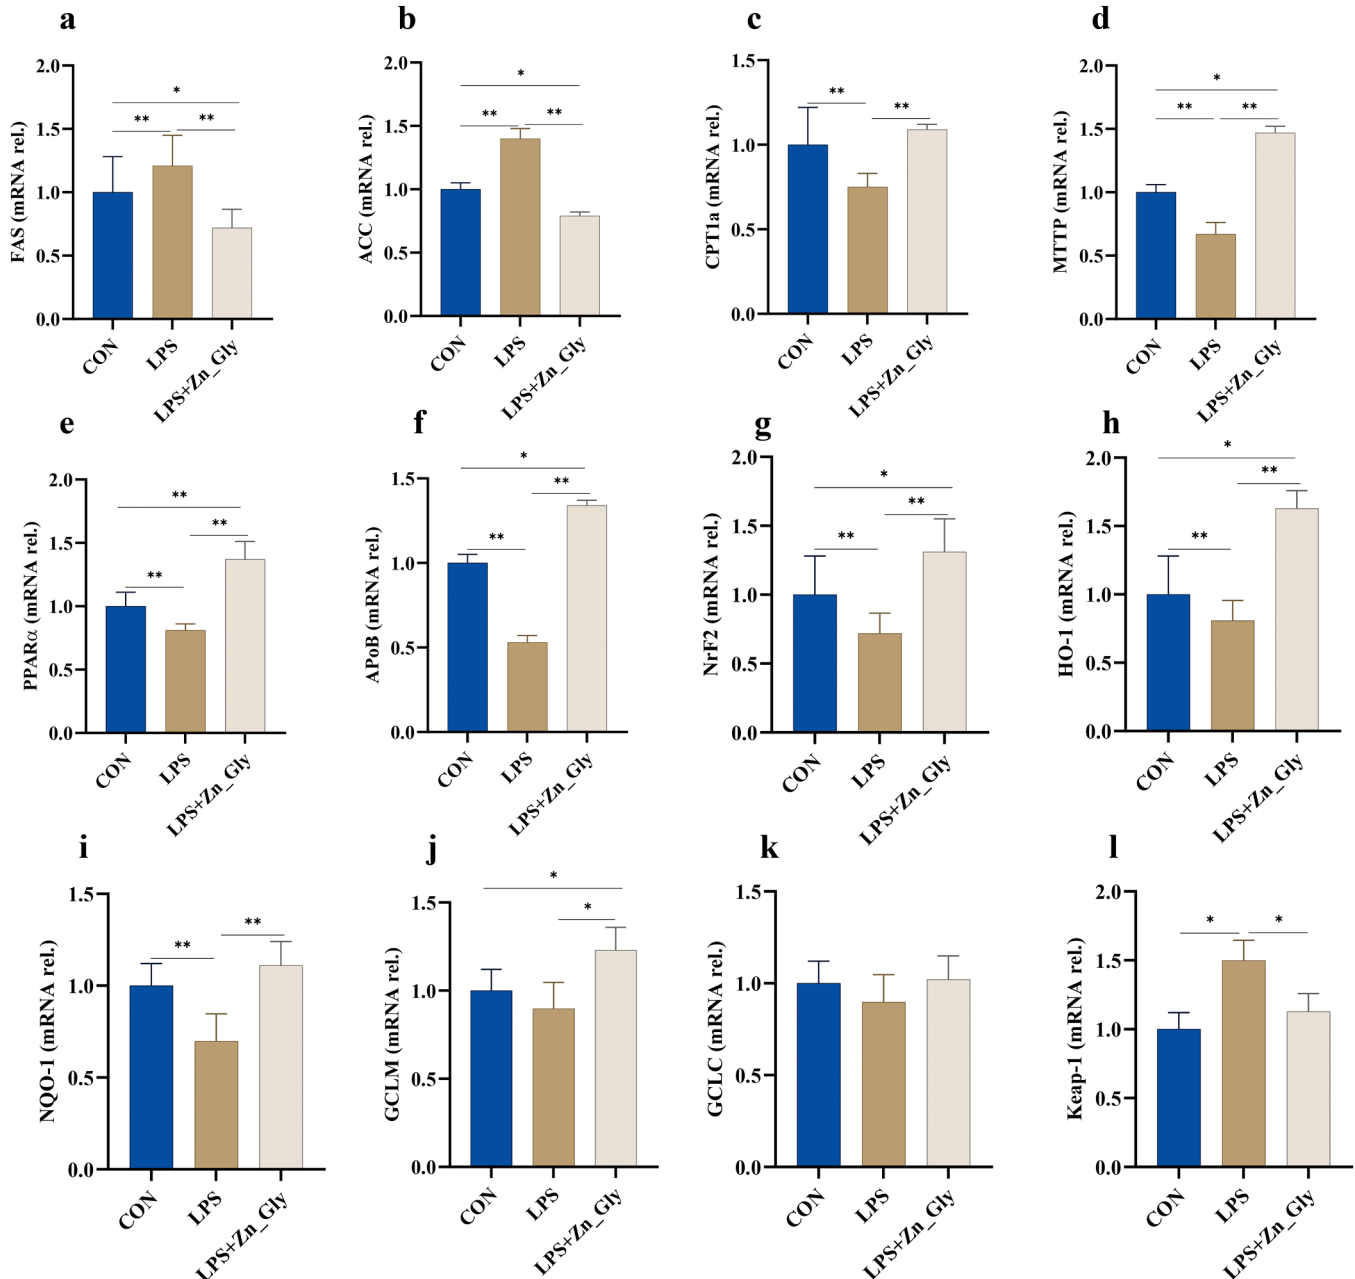 a
FAS (mRNA rel.)
2.0
1.5
1.0
0.5
0.0
*
**
**
CON
LPS
LPS+Zn_Gly
b
ACC (mRNA rel.)
2.0
1.5
1.0
0.5
0.0
*
**
**
CON
LPS
LPS+Zn_Gly
c
CPT1a (mRNA rel.)
1.5
1.0
0.5
0.0
**
**
CON
LPS
LPS+Zn_Gly
d
MTTP (mRNA rel.)
2.0
1.5
1.0
0.5
0.0
*
**
**
CON
LPS
LPS+Zn_Gly
e
PPARα (mRNA rel.)
2.0
1.5
1.0
0.5
0.0
**
**
**
CON
LPS
LPS+Zn_Gly
f
APoB (mRNA rel.)
1.5
1.0
0.5
0.0
*
**
**
CON
LPS
LPS+Zn_Gly
g
NrF2 (mRNA rel.)
2.0
1.5
1.0
0.5
0.0
*
**
**
CON
LPS
LPS+Zn_Gly
h
HO-1 (mRNA rel.)
2.0
1.5
1.0
0.5
0.0
*
**
**
CON
LPS
LPS+Zn_Gly
i
NQO-1 (mRNA rel.)
1.5
1.0
0.5
0.0
**
**
CON
LPS
LPS+Zn_Gly
j
GCLM (mRNA rel.)
1.5
1.0
0.5
0.0
*
*
CON
LPS
LPS+Zn_Gly
k
GCLC (mRNA rel.)
1.5
1.0
0.5
0.0
CON
LPS
LPS+Zn_Gly
l
Keap-1 (mRNA rel.)
2.0
1.5
1.0
0.5
0.0
*
*
CON
LPS
LPS+Zn_Gly